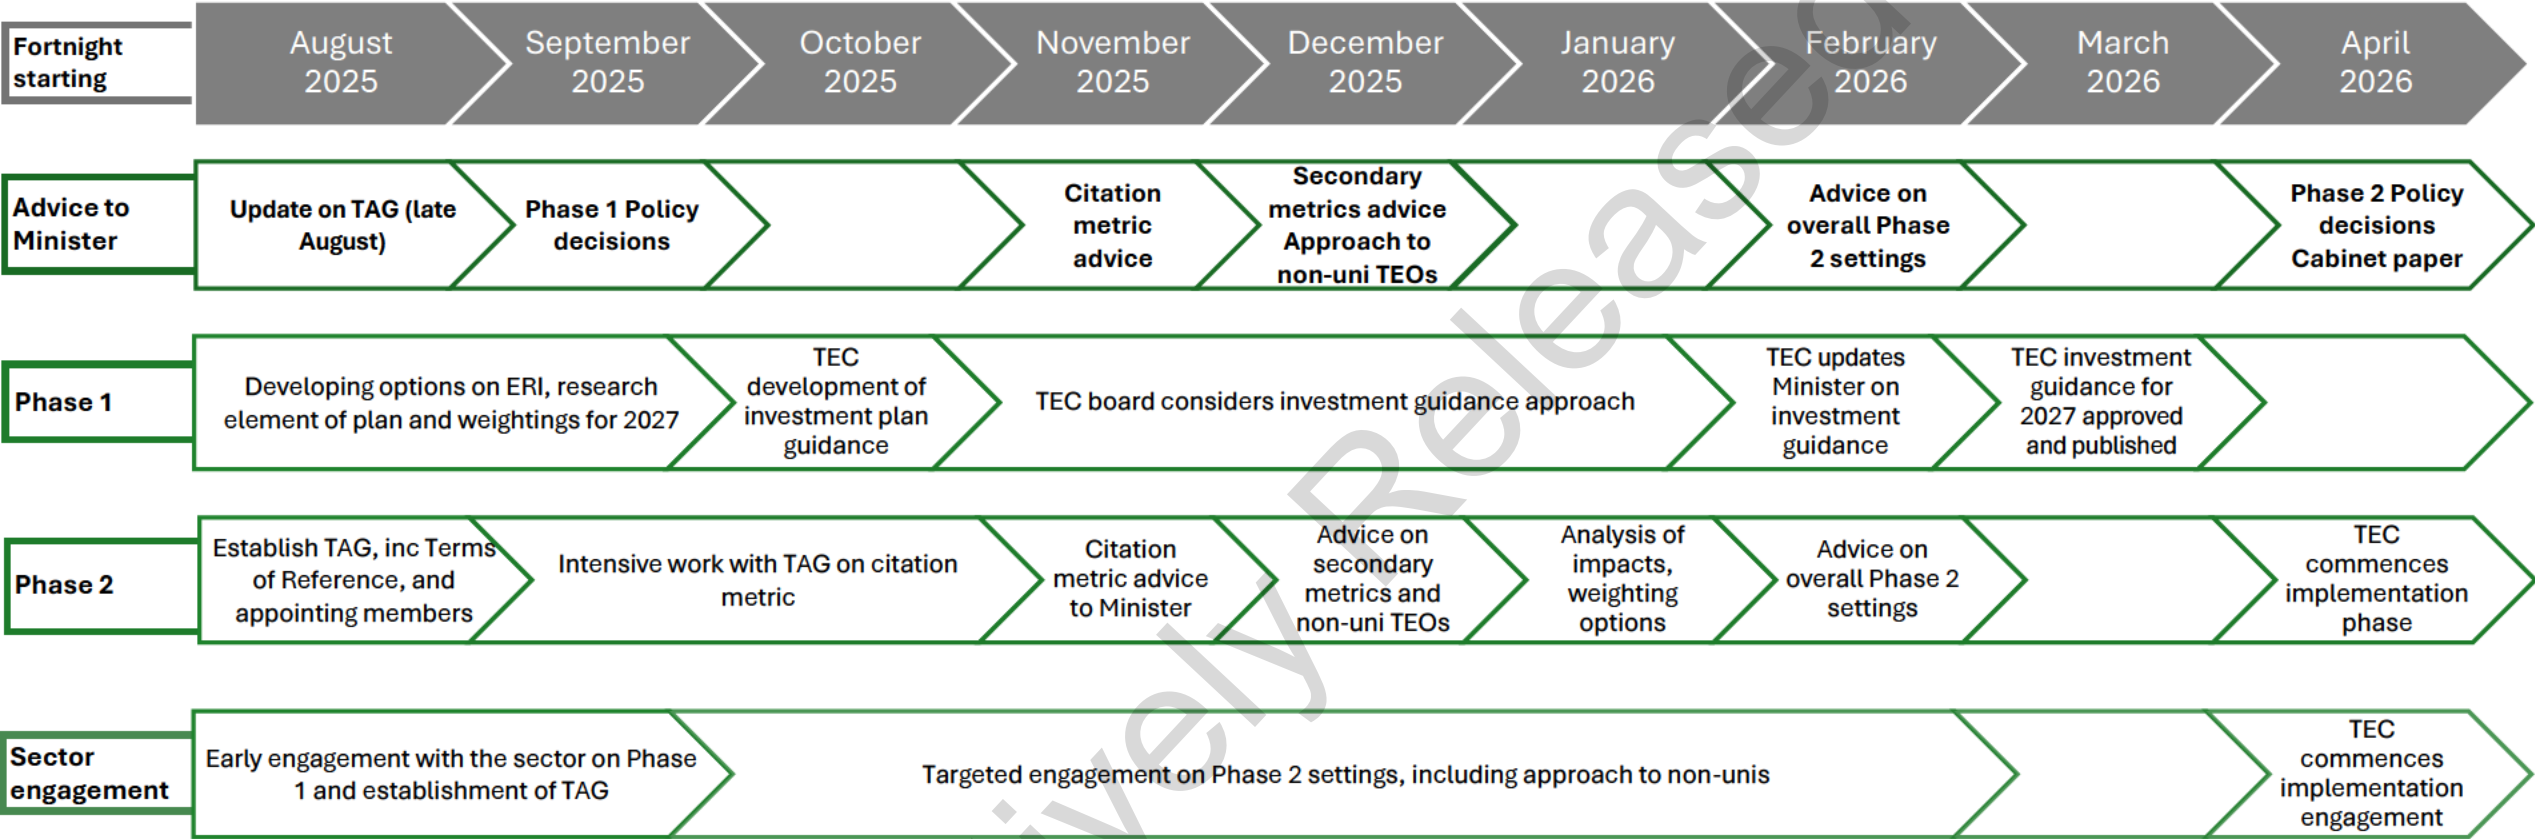 Fortnight
starting
August
2025
September
2025
October
2025
November
2025
December
2025
January
2026
February
2026
March
2026
April
2026
Advice to
Minister
Update on TAG (late
August)
Phase 1 Policy
decisions
Citation
metric
advice
Secondary
metrics advice
Approach to
non-uni TEOs
Advice on
overall Phase
2 settings
Phase 2 Policy
decisions
Cabinet paper
Phase 1
Developing options on ERI, research
element of plan and weightings for 2027
TEC
development of
investment plan
guidance
TEC board considers investment guidance approach
TEC updates
Minister on
investment
guidance
TEC investment
guidance for
2027 approved
and published
Phase 2
Establish TAG, inc Terms
of Reference, and
appointing members
Intensive work with TAG on citation
metric
Citation
metric advice
to Minister
Advice on
secondary
metrics and
non-uni TEOs
Analysis of
impacts,
weighting
options
Advice on
overall Phase 2
settings
TEC
commences
implementation
phase
Sector
engagement
Early engagement with the sector on Phase
1 and establishment of TAG
Targeted engagement on Phase 2 settings, including approach to non-unis
TEC
commences
implementation
engagement
ively Released